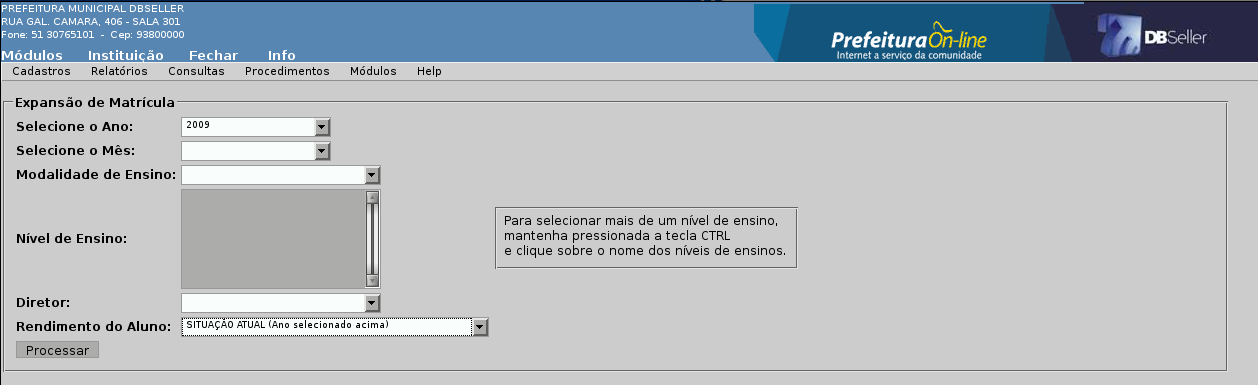 PREFEITURA MUNICIPAL DBSELLER
RUA GAL. CAMARA, 406 - SALA 301
Fone: 51 30765101 - Cep: 93800000
Módulos Instituição Fechar Info
Prefeitura On-line
Internet a serviço da comunidade
DBSeller
Cadastros Relatórios Consultas Procedimentos Módulos Help
Expansão de Matrícula
Selecione o Ano: 2009
Selecione o Mês:
Modalidade de Ensino:
Nível de Ensino:
Para selecionar mais de um nível de ensino,
mantenha pressionada a tecla CTRL
e clique sobre o nome dos níveis de ensinos.
Diretor:
Rendimento do Aluno: SITUAÇÃO ATUAL (Ano selecionado acima)
Processar